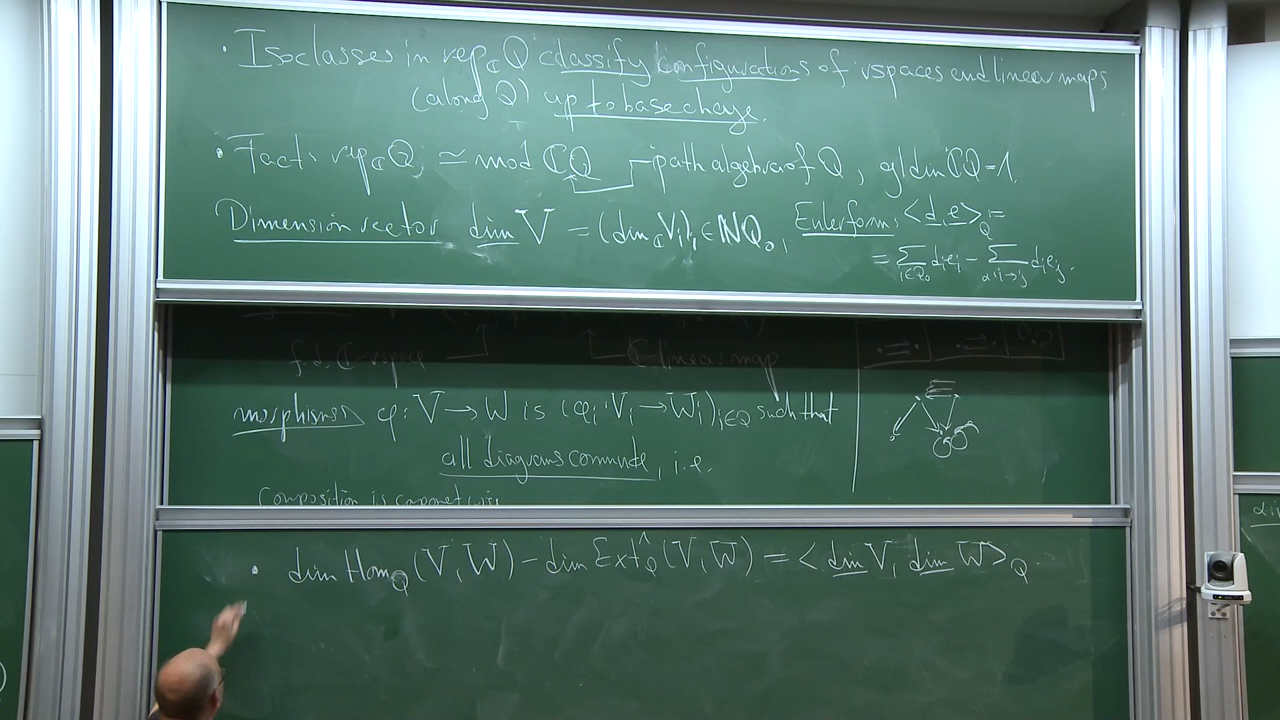 · Isoclasses in rep_ℂ Q classify configurations of vspaces and linear maps
(along Q) up to base change.
· Fact: rep_ℂ Q ≃ mod ℂQ path algebra of Q, gldim ℂQ = 1.
Dimension vector dim V = (dim_ℂ V_i)_i ∈ ℕQ_0, Euler form: <d,e>_Q =
= Σ_{i∈Q_0} d_i e_i - Σ_{α:i→j} d_i e_j.
f.d. ℂ-vspace ℂ-linear map
morphisms φ: V → W is (φ_i: V_i → W_i)_{i∈Q} such that
all diagrams commute, i.e.
Composition is
· dim Hom_Q(V,W) - dim Ext^1_Q(V,W) = <dim V, dim W>_Q.